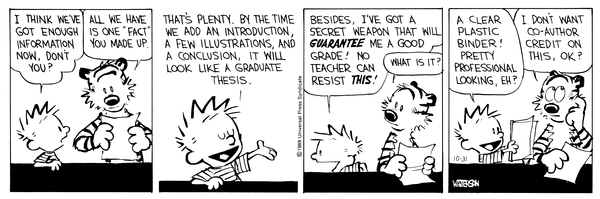 I THINK WE'VE
GOT ENOUGH
INFORMATION
NOW, DON'T
YOU?
ALL WE HAVE
IS ONE "FACT"
YOU MADE UP.
THAT'S PLENTY. BY THE TIME
WE ADD AN INTRODUCTION,
A FEW ILLUSTRATIONS, AND
A CONCLUSION, IT WILL
LOOK LIKE A GRADUATE
THESIS.
©1989 Universal Press Syndicate
BESIDES, I'VE GOT A
SECRET WEAPON THAT WILL
GUARANTEE ME A GOOD
GRADE! NO
TEACHER CAN
RESIST THIS!
WHAT IS IT?
A CLEAR
PLASTIC
BINDER!
PRETTY
PROFESSIONAL
LOOKING, EH?
I DON'T WANT
CO-AUTHOR
CREDIT ON
THIS, OK?
10-31
WATTERSON